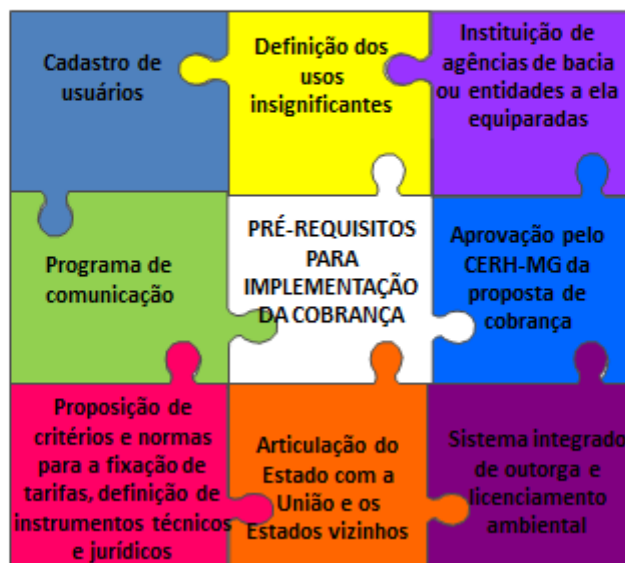 Cadastro de
usuários
Definição dos
usos
insignificantes
Instituição de
agências de bacia
ou entidades a ela
equiparadas
Programa de
comunicação
PRÉ-REQUISITOS
PARA
IMPLEMENTAÇÃO
DA COBRANÇA
Aprovação pelo
CERH-MG da
proposta de
cobrança
Proposição de
critérios e normas
para a fixação de
tarifas, definição de
instrumentos técnicos
e jurídicos
Articulação do
Estado com a
União e os
Estados vizinhos
Sistema integrado
de outorga e
licenciamento
ambiental